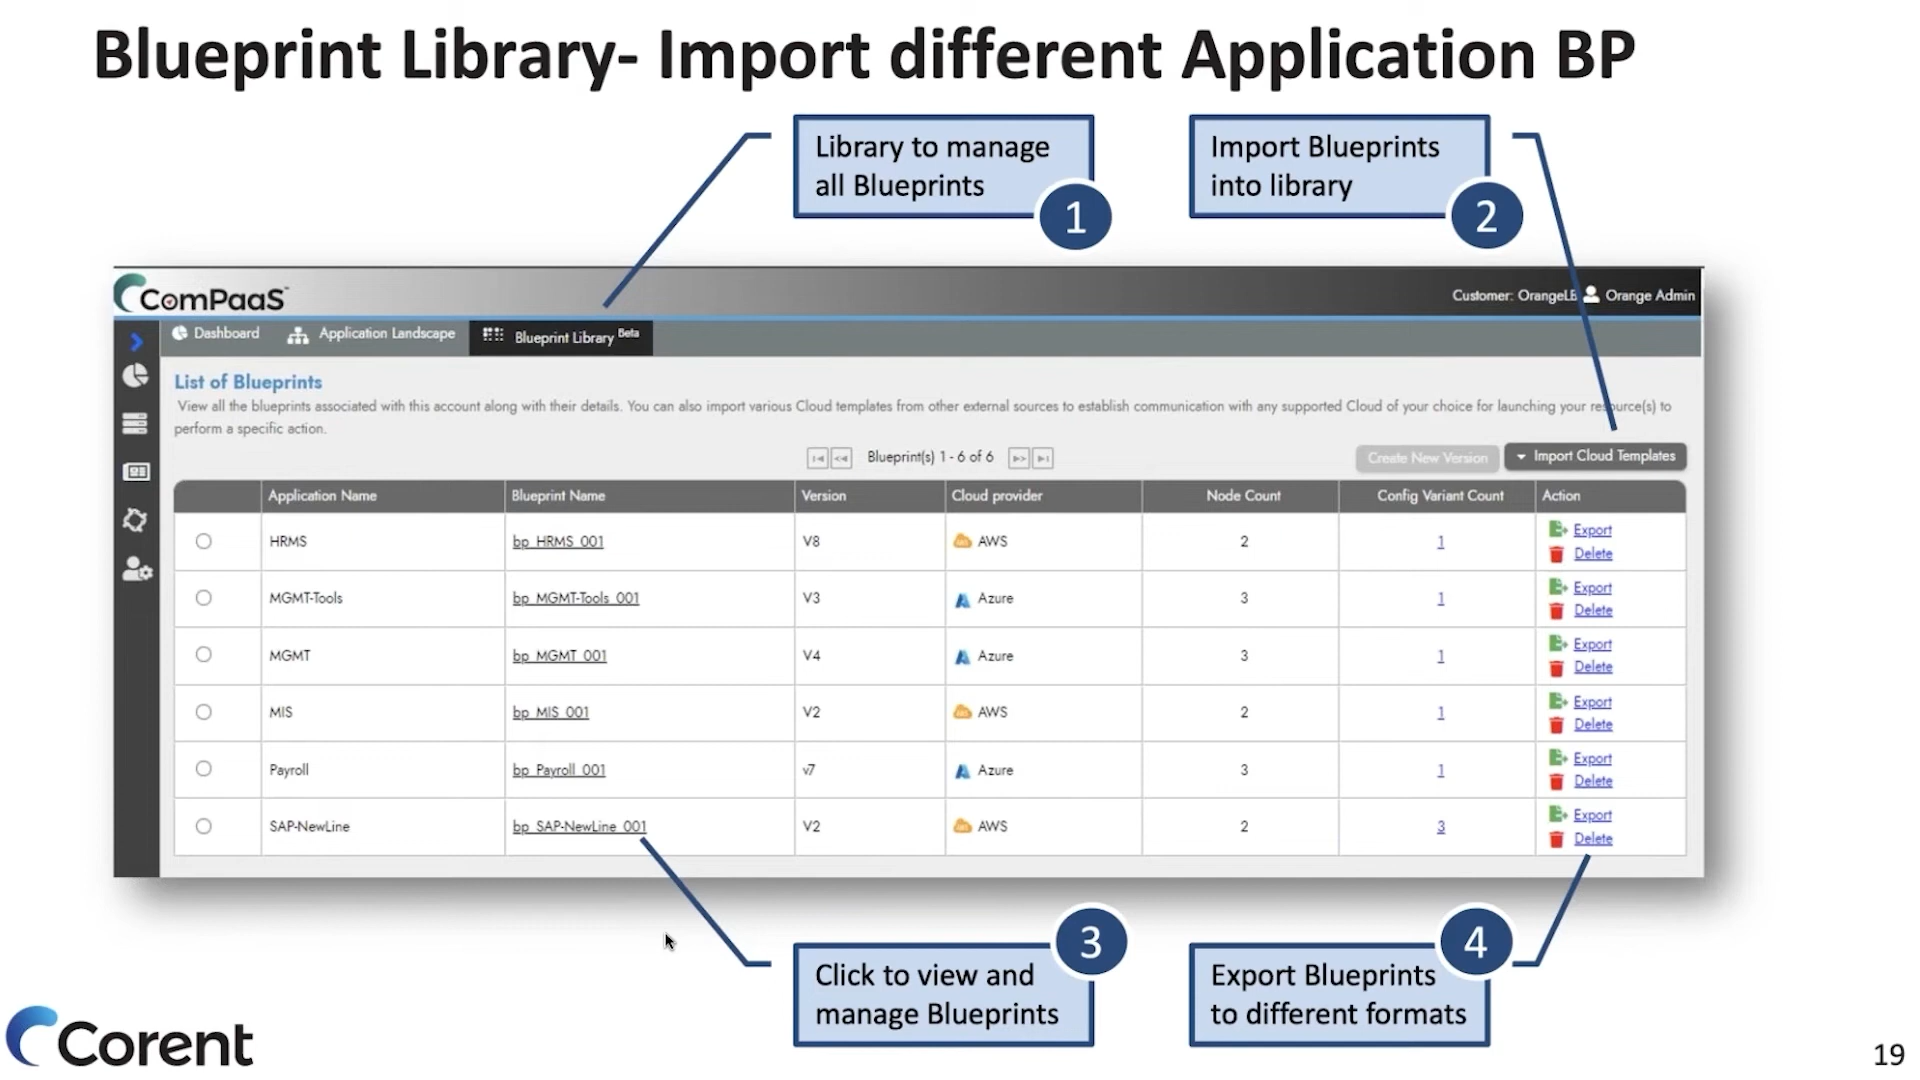 Blueprint Library- Import different Application BP
Library to manage
all Blueprints
1
Import Blueprints
into library
2
ComPaaS™
Customer: OrangeLB
Orange Admin
Dashboard
Application Landscape
Blueprint Library Beta
List of Blueprints
View all the blueprints associated with this account along with their details. You can also import various Cloud templates from other external sources to establish communication with any supported Cloud of your choice for launching your resource(s) to
perform a specific action.
Blueprint(s) 1 - 6 of 6
Create New Version
Import Cloud Templates
Application Name Blueprint Name Version Cloud provider Node Count Config Variant Count Action
HRMS bp_HRMS_001 V8 AWS 2 1 Export
Delete
MGMT-Tools bp_MGMT-Tools_001 V3 Azure 3 1 Export
Delete
MGMT bp_MGMT_001 V4 Azure 3 1 Export
Delete
MIS bp_MIS_001 V2 AWS 2 1 Export
Delete
Payroll bp_Payroll_001 v7 Azure 3 1 Export
Delete
SAP-NewLine bp_SAP-NewLine_001 V2 AWS 2 3 Export
Delete
3
Click to view and
manage Blueprints
4
Export Blueprints
to different formats
Corent
19